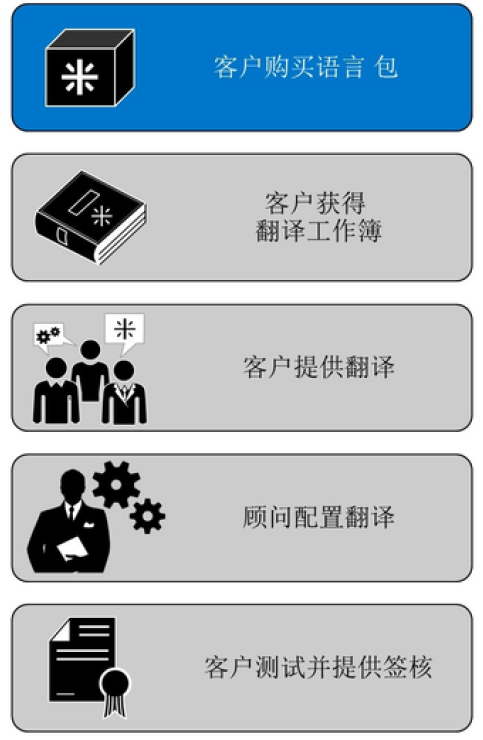 客户购买语言 包
客户获得
翻译工作簿
客户提供翻译
顾问配置翻译
客户测试并提供签核